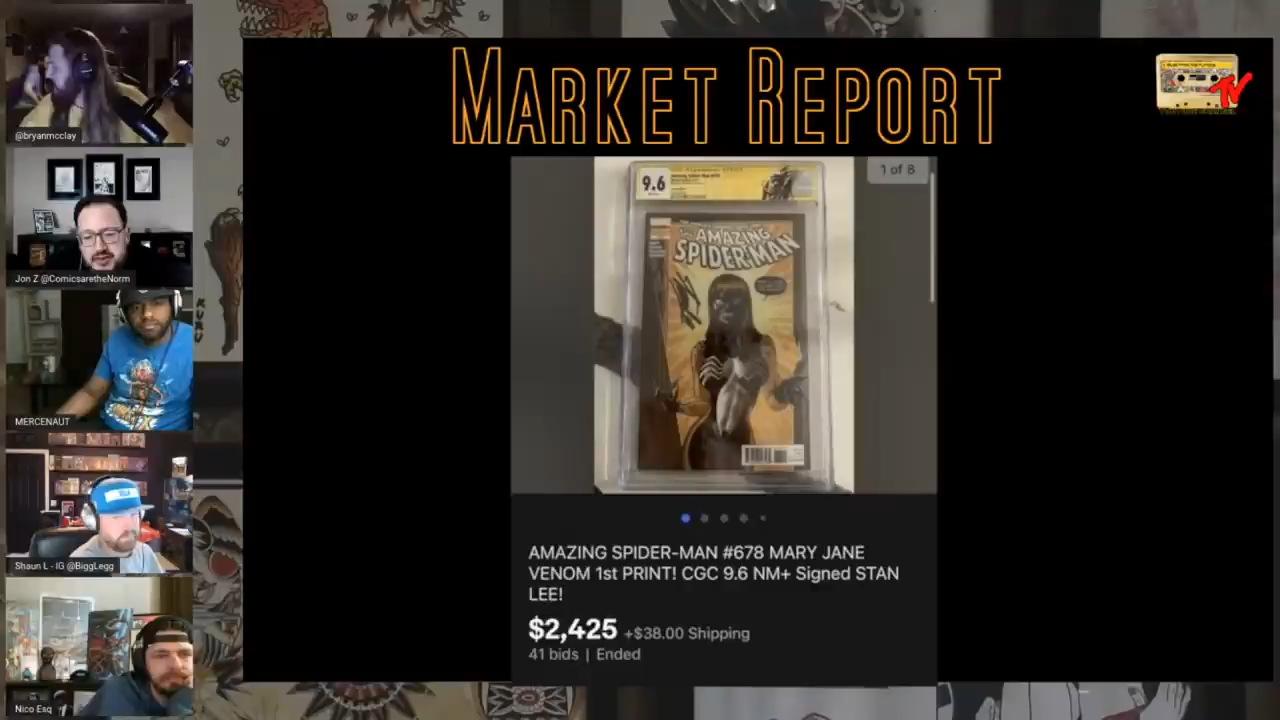 MARKET REPORT
TV
@bryanmcclay
Jon Z @ComicsaretheNorm
MERCENAUT
Shaun L - IG @BiggLegg
Nico Esq
1 of 8
9.6
AMAZING
SPIDER-MAN
AMAZING SPIDER-MAN #678 MARY JANE
VENOM 1st PRINT! CGC 9.6 NM+ Signed STAN
LEE!
$2,425 +$38.00 Shipping
41 bids | Ended